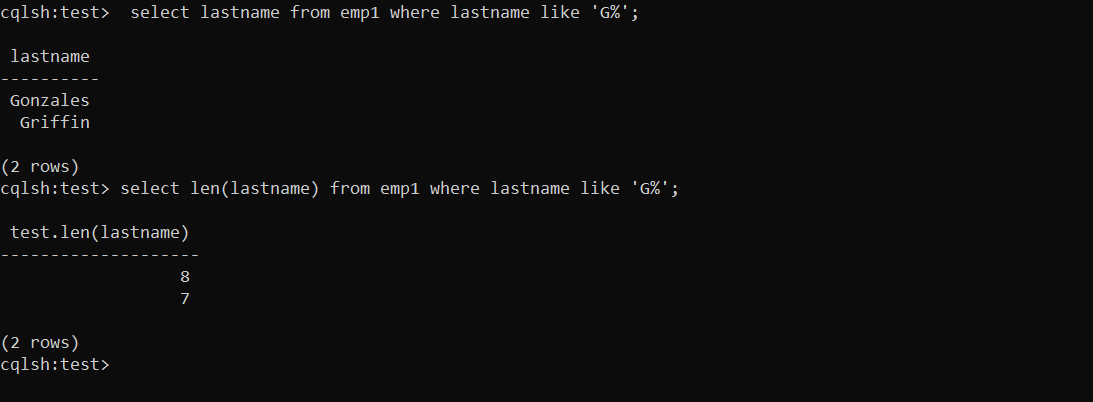 cqlsh:test>  select lastname from emp1 where lastname like 'G%';
lastname
----------
Gonzales
Griffin
(2 rows)
cqlsh:test> select len(lastname) from emp1 where lastname like 'G%';
test.len(lastname)
--------------------
8
7
(2 rows)
cqlsh:test>